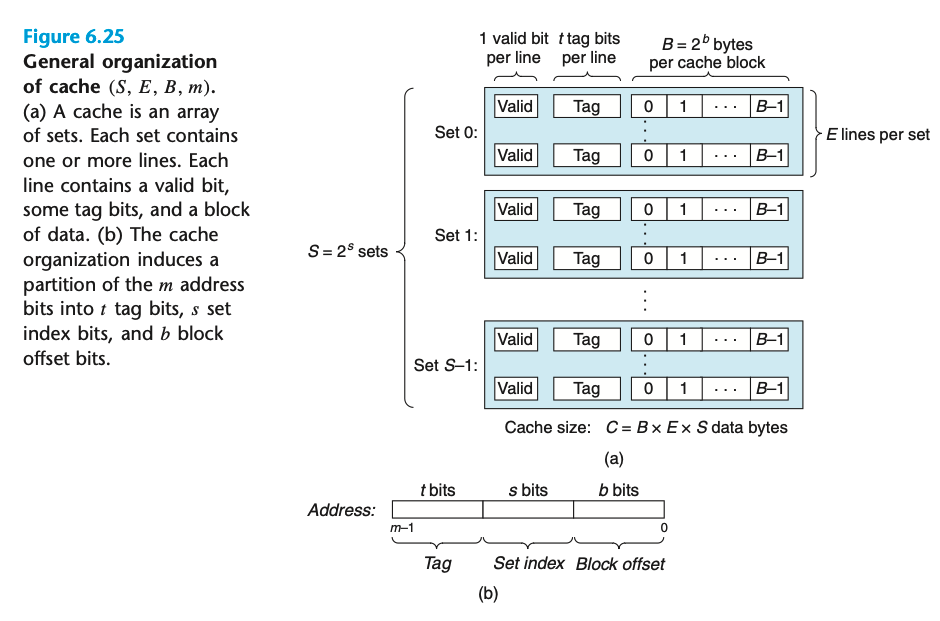 Figure 6.25
General organization
of cache (S, E, B, m).
(a) A cache is an array
of sets. Each set contains
one or more lines. Each
line contains a valid bit,
some tag bits, and a block
of data. (b) The cache
organization induces a
partition of the m address
bits into t tag bits, s set
index bits, and b block
offset bits.
1 valid bit per line
t tag bits per line
B = 2^b bytes per cache block
S = 2^s sets
Set 0:
Valid Tag 0 1 · · · B–1
Valid Tag 0 1 · · · B–1
E lines per set
Set 1:
Valid Tag 0 1 · · · B–1
Valid Tag 0 1 · · · B–1
Set S–1:
Valid Tag 0 1 · · · B–1
Valid Tag 0 1 · · · B–1
Cache size: C = B × E × S data bytes
(a)
t bits s bits b bits
Address:
m–1 0
Tag Set index Block offset
(b)